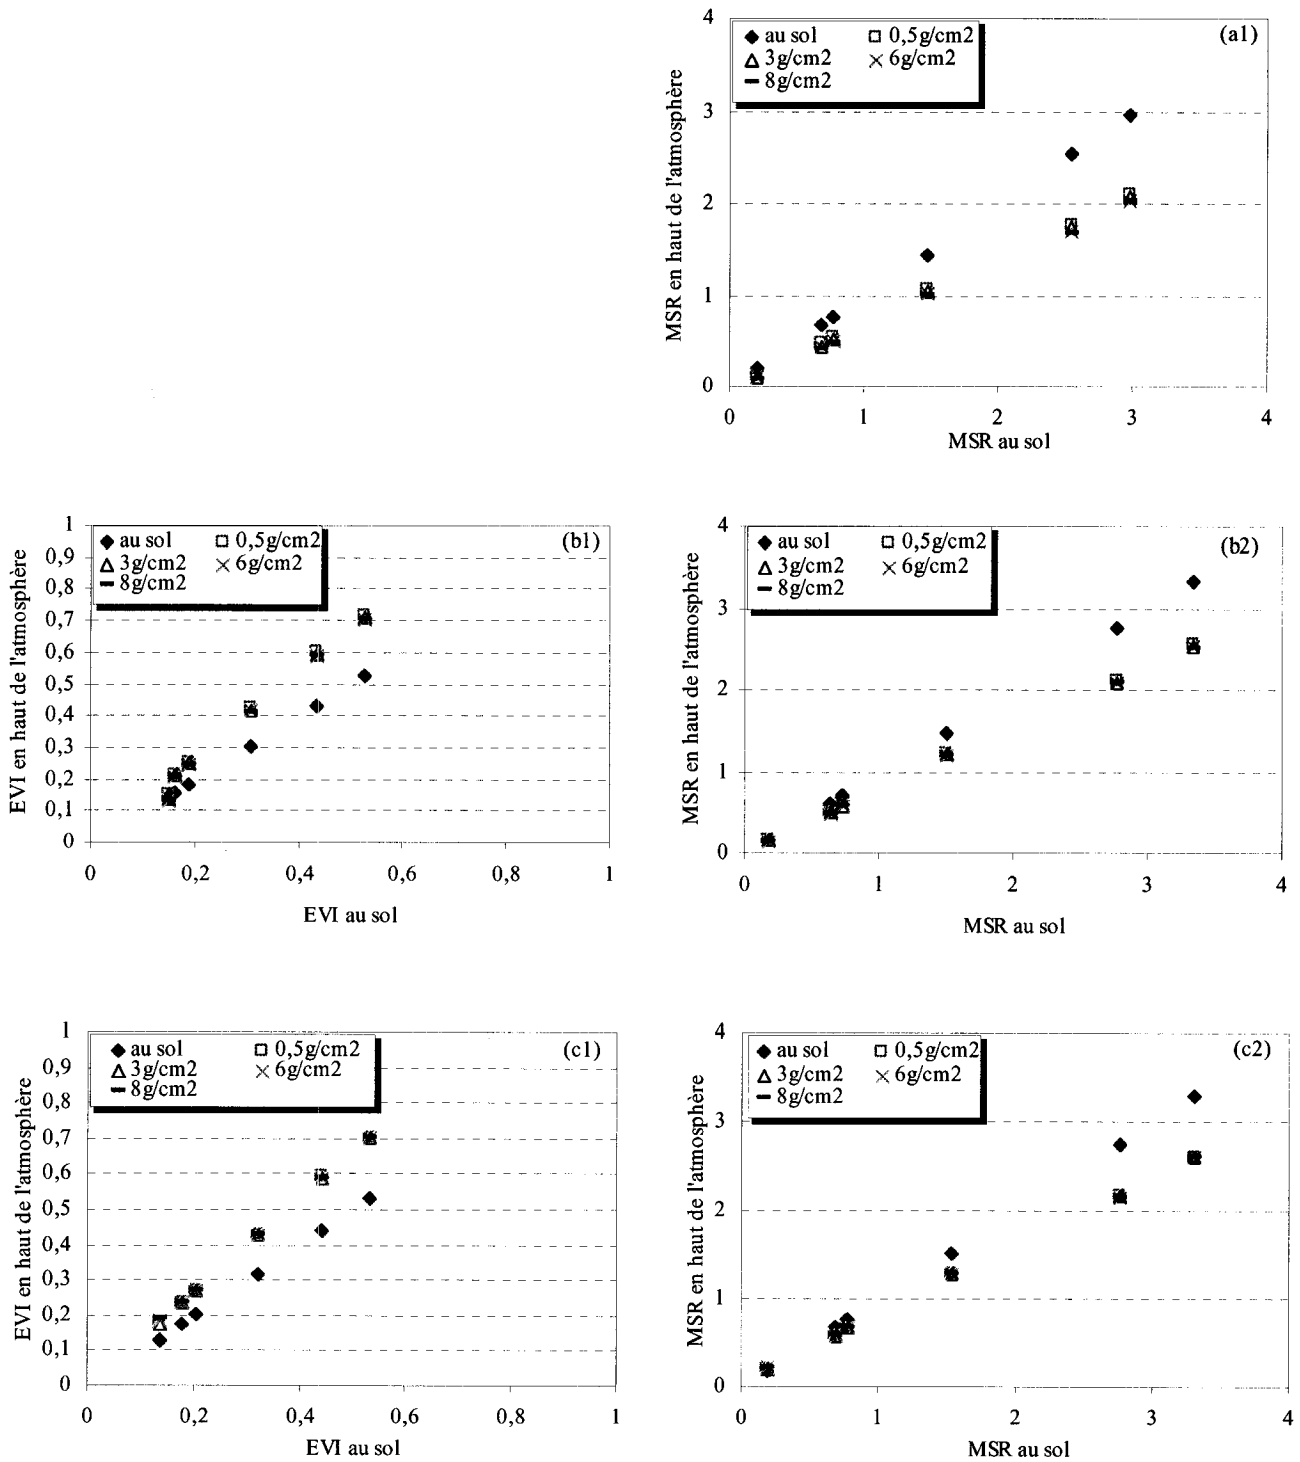 (a1)
◆ au sol □ 0,5g/cm2
△ 3g/cm2 × 6g/cm2
━ 8g/cm2
MSR en haut de l'atmosphère
4
3
2
1
0
0 1 2 3 4
MSR au sol
(b1)
◆ au sol □ 0,5g/cm2
△ 3g/cm2 × 6g/cm2
━ 8g/cm2
EVI en haut de l'atmosphère
1
0,9
0,8
0,7
0,6
0,5
0,4
0,3
0,2
0,1
0
0 0,2 0,4 0,6 0,8 1
EVI au sol
(b2)
◆ au sol □ 0,5g/cm2
△ 3g/cm2 × 6g/cm2
━ 8g/cm2
MSR en haut de l'atmosphère
4
3
2
1
0
0 1 2 3 4
MSR au sol
(c1)
◆ au sol □ 0,5g/cm2
△ 3g/cm2 × 6g/cm2
━ 8g/cm2
EVI en haut de l'atmosphère
1
0,9
0,8
0,7
0,6
0,5
0,4
0,3
0,2
0,1
0
0 0,2 0,4 0,6 0,8 1
EVI au sol
(c2)
◆ au sol □ 0,5g/cm2
△ 3g/cm2 × 6g/cm2
━ 8g/cm2
MSR en haut de l'atmosphère
4
3
2
1
0
0 1 2 3 4
MSR au sol